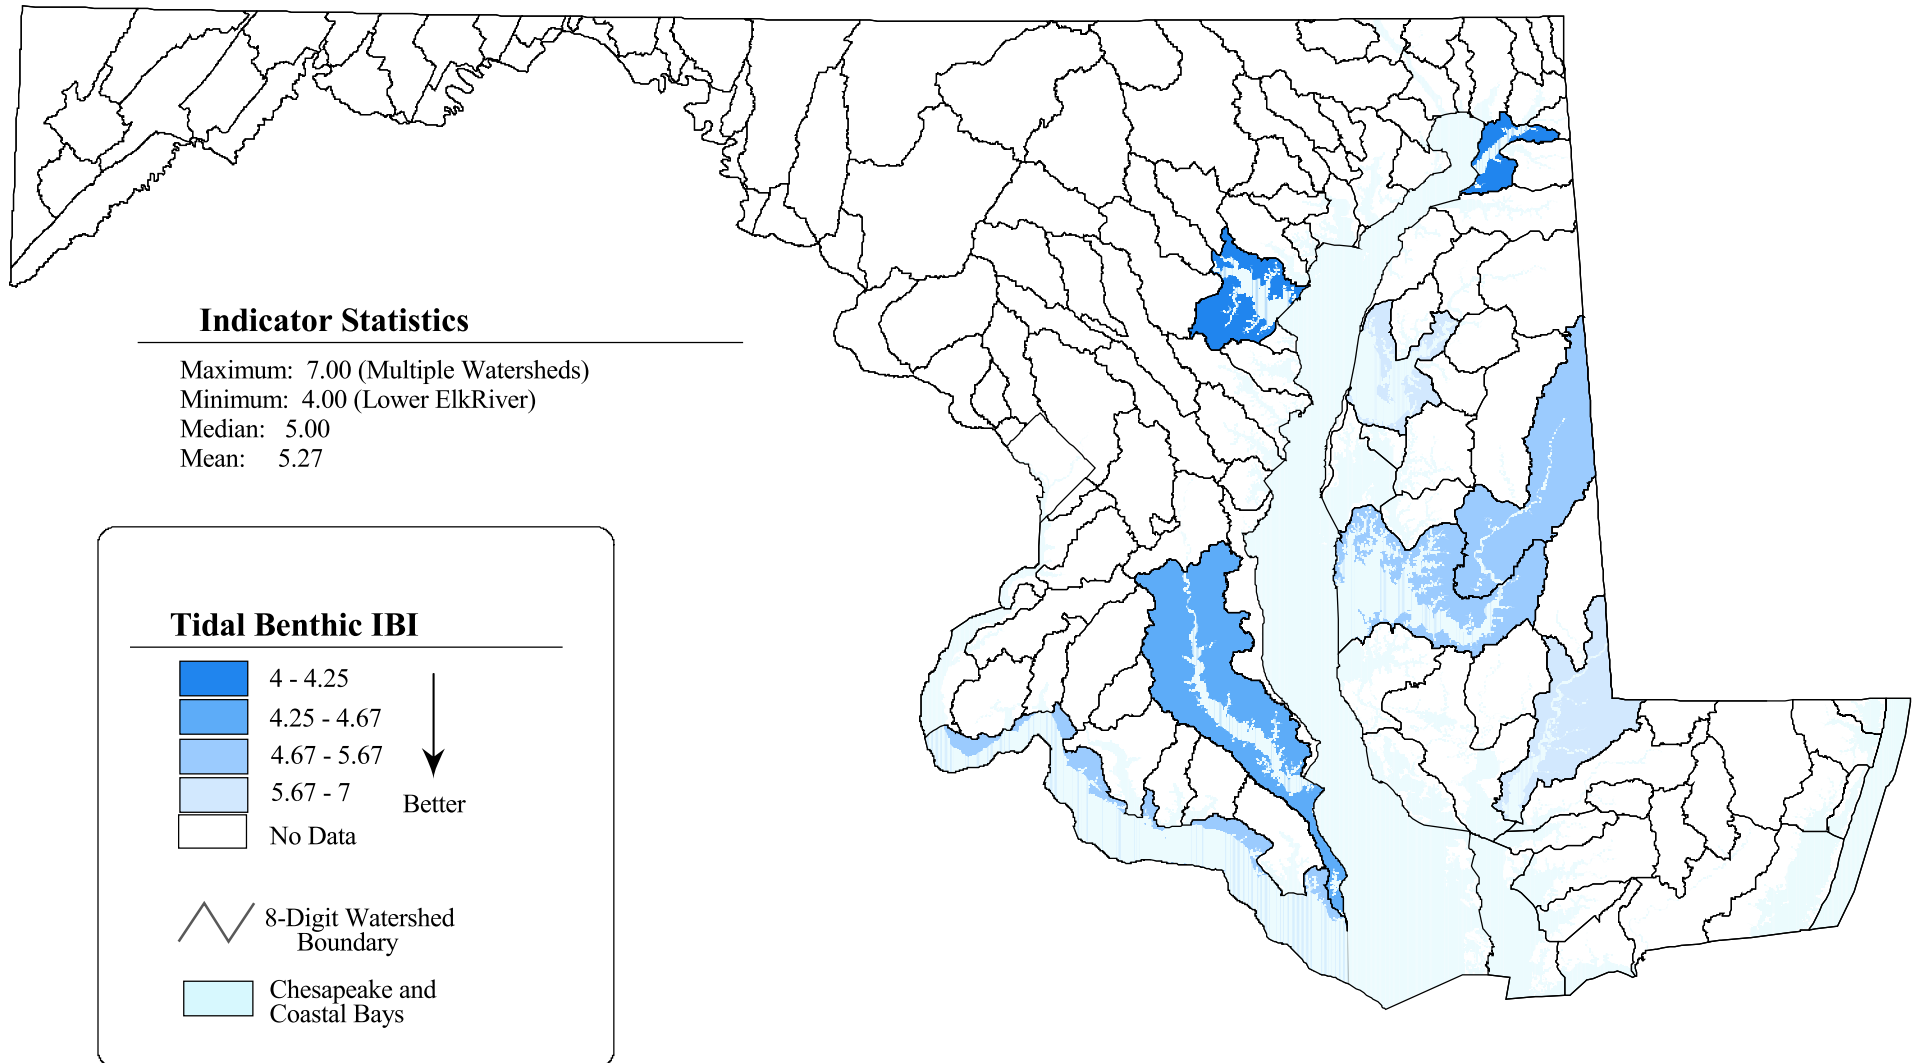 Indicator Statistics
Maximum: 7.00 (Multiple Watersheds)
Minimum: 4.00 (Lower ElkRiver)
Median: 5.00
Mean: 5.27
Tidal Benthic IBI
4 - 4.25
4.25 - 4.67
4.67 - 5.67
5.67 - 7
Better
No Data
8-Digit Watershed
Boundary
Chesapeake and
Coastal Bays